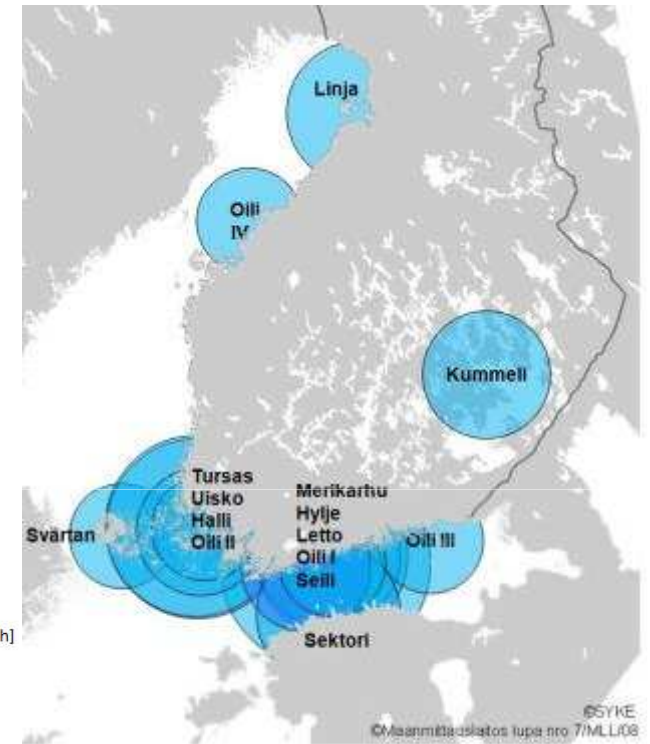 Linja
Oili
IV
Kummeli
Tursas
Uisko
Halli
Oili II
Svärtan
Merikarhu
Hylje
Letto
Oili I
Seili
Oili III
Sektori
h]
©SYKE
©Maanmittauslaitos lupa nro 7/MLL/08